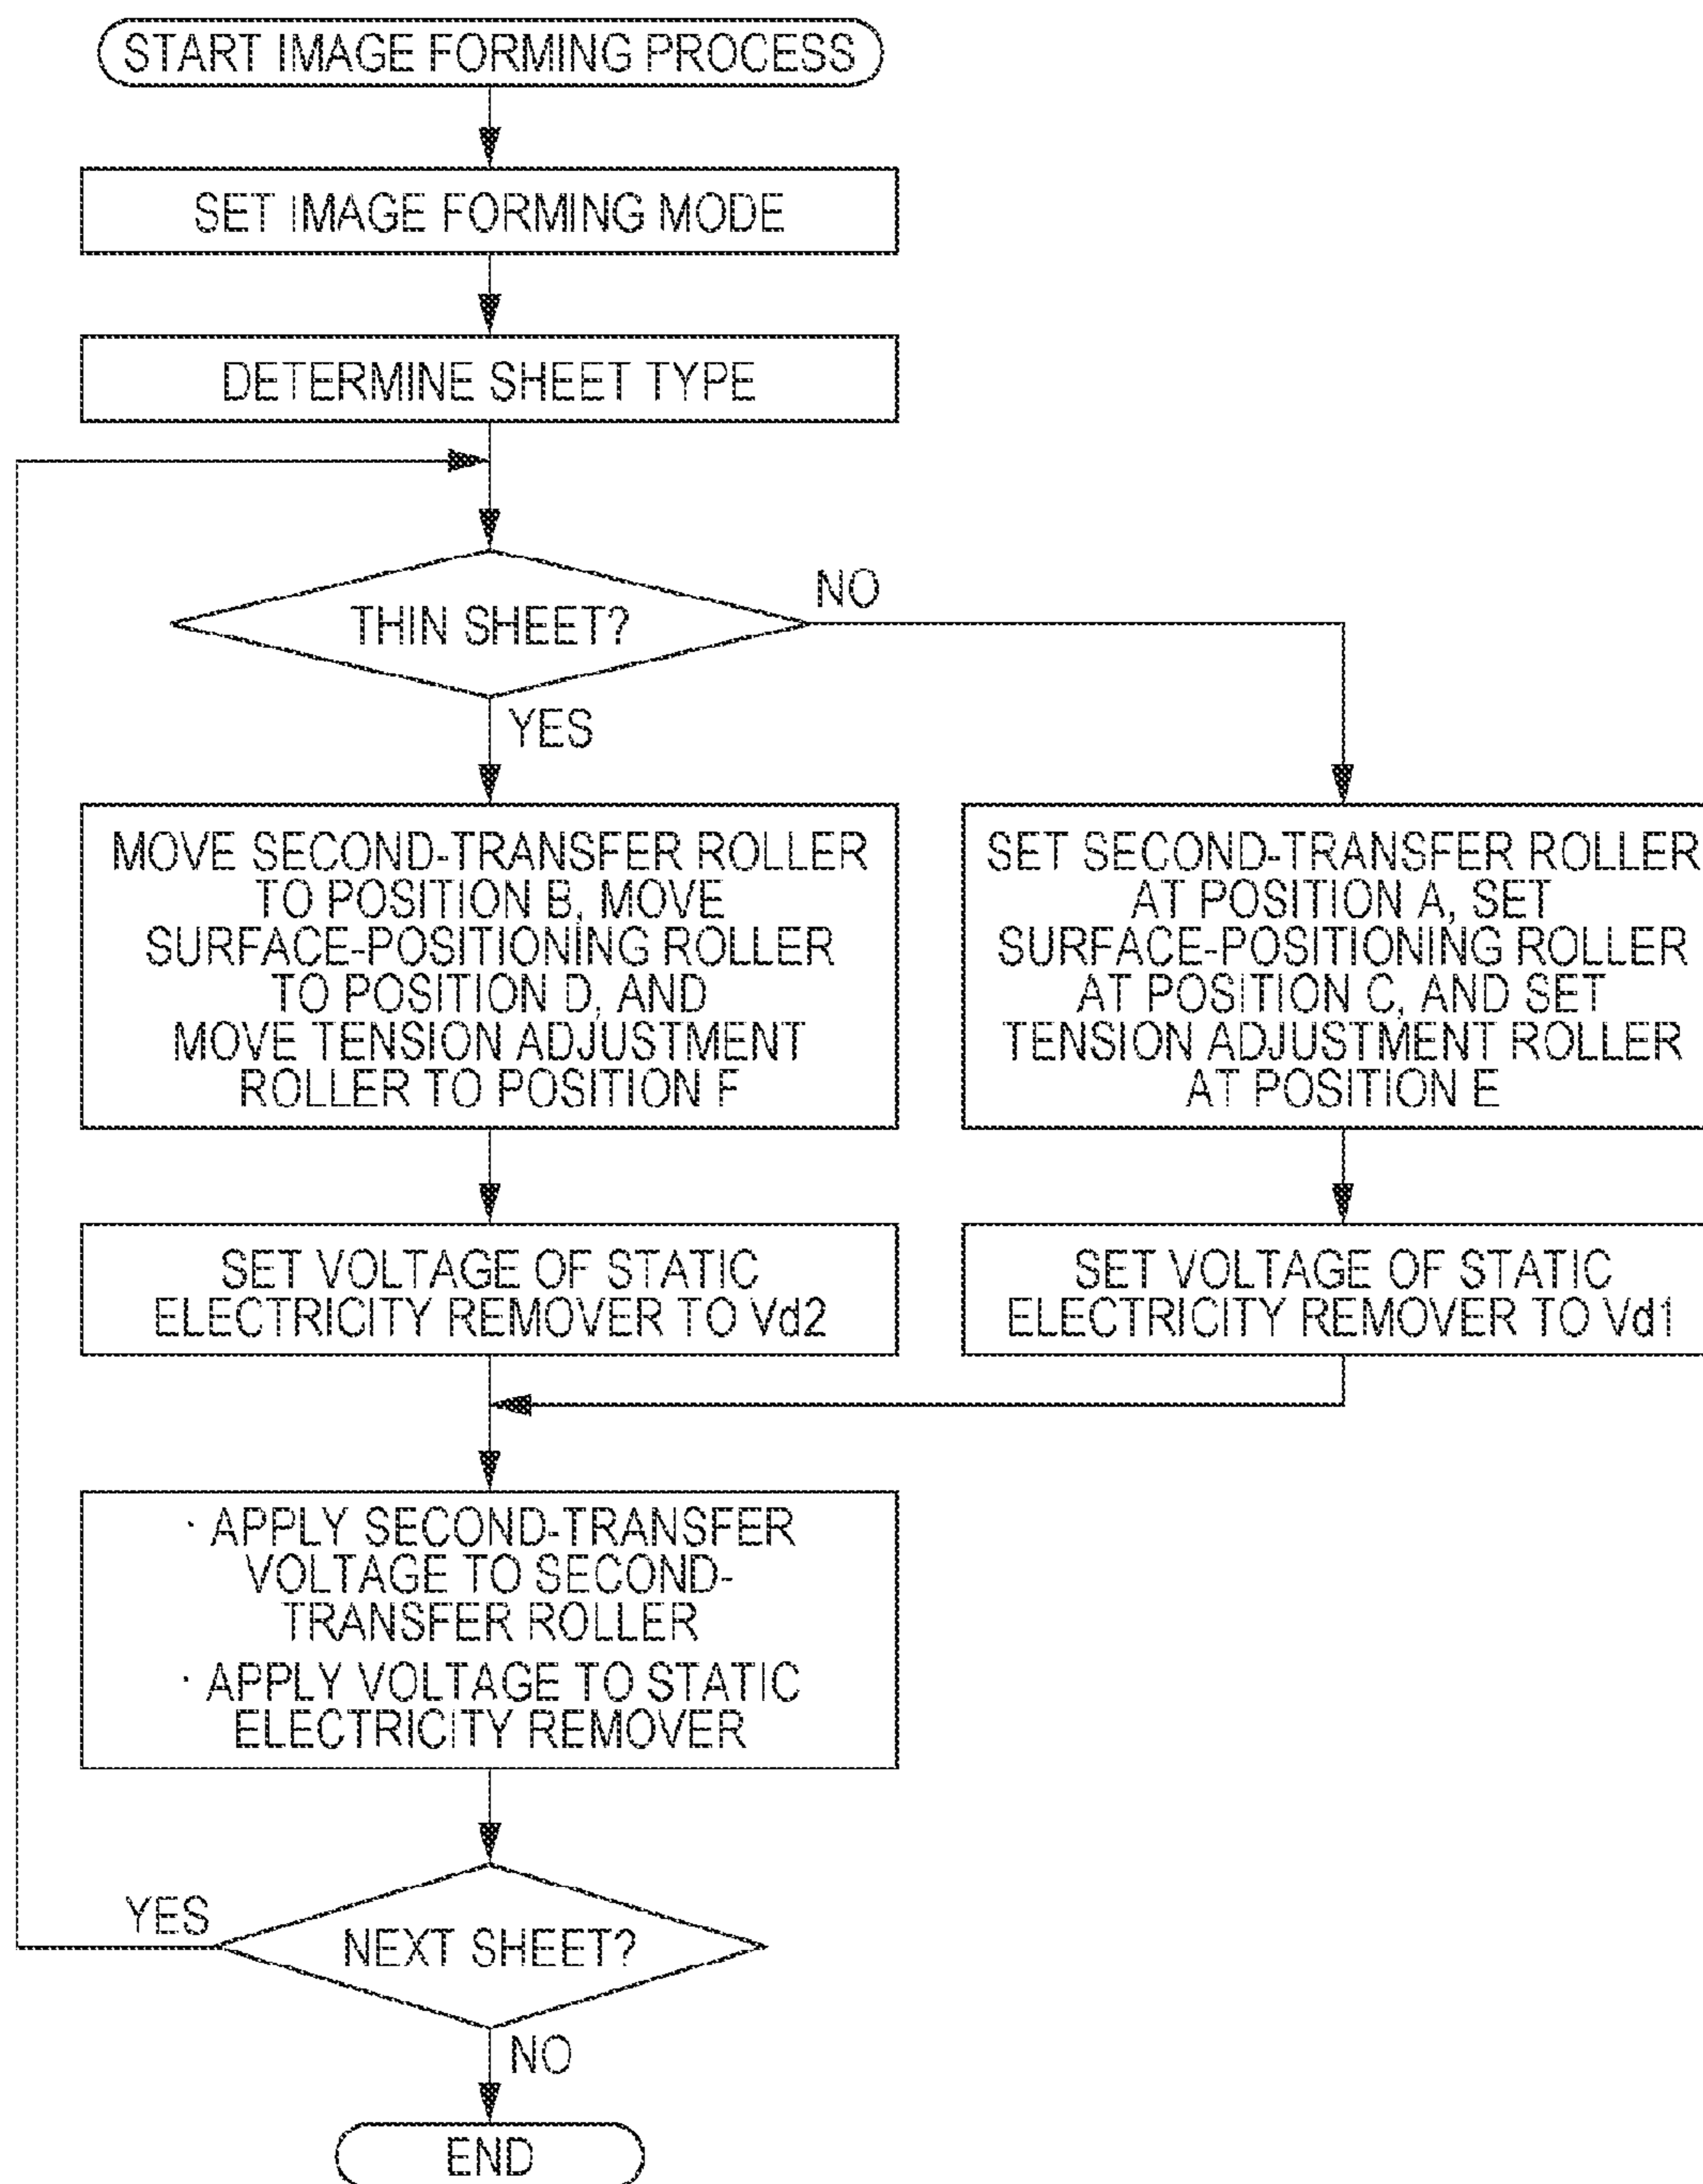 START IMAGE FORMING PROCESS
SET IMAGE FORMING MODE
DETERMINE SHEET TYPE
THIN SHEET?
NO
YES
MOVE SECOND-TRANSFER ROLLER
TO POSITION B, MOVE
SURFACE-POSITIONING ROLLER
TO POSITION D, AND
MOVE TENSION ADJUSTMENT
ROLLER TO POSITION F
SET SECOND-TRANSFER ROLLER
AT POSITION A, SET
SURFACE-POSITIONING ROLLER
AT POSITION C, AND SET
TENSION ADJUSTMENT ROLLER
AT POSITION E
SET VOLTAGE OF STATIC
ELECTRICITY REMOVER TO Vd2
SET VOLTAGE OF STATIC
ELECTRICITY REMOVER TO Vd1
· APPLY SECOND-TRANSFER
VOLTAGE TO SECOND-
TRANSFER ROLLER
· APPLY VOLTAGE TO STATIC
ELECTRICITY REMOVER
YES
NEXT SHEET?
NO
END